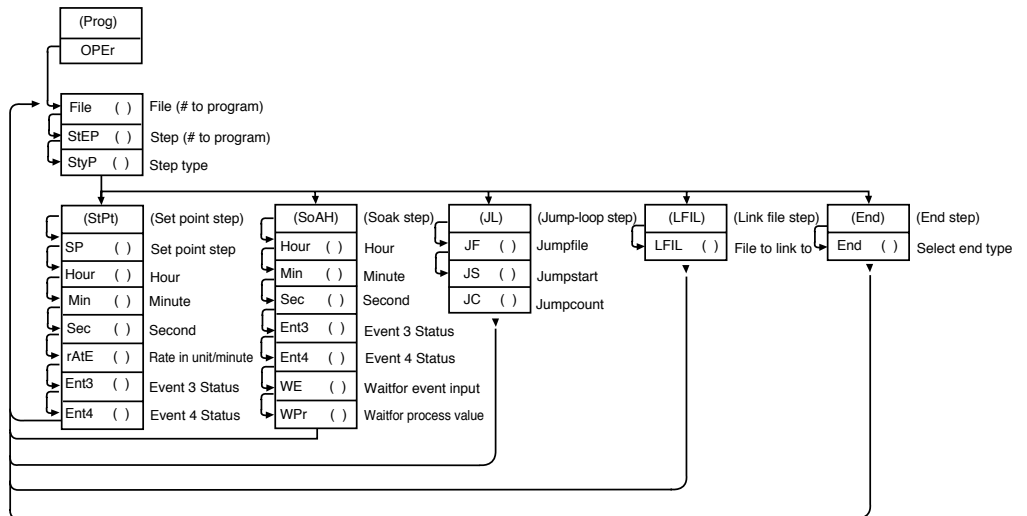 (Prog)
OPEr
File ( ) File (# to program)
StEP ( ) Step (# to program)
StyP ( ) Step type
(StPt) (Set point step) (SoAH) (Soak step) (JL) (Jump-loop step) (LFIL) (Link file step) (End) (End step)
SP ( ) Set point step Hour ( ) Hour JF ( ) Jumpfile LFIL ( ) File to link to End ( ) Select end type
Hour ( ) Hour Min ( ) Minute JS ( ) Jumpstart
Min ( ) Minute Sec ( ) Second JC ( ) Jumpcount
Sec ( ) Second Ent3 ( ) Event 3 Status
rAtE ( ) Rate in unit/minute Ent4 ( ) Event 4 Status
Ent3 ( ) Event 3 Status WE ( ) Waitfor event input
Ent4 ( ) Event 4 Status WPr ( ) Waitfor process value